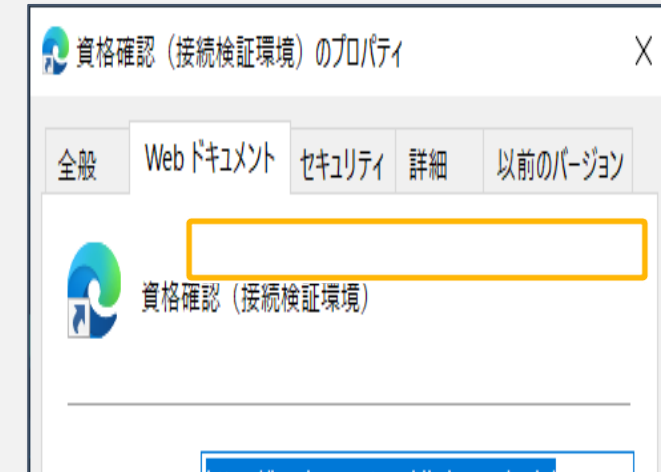 資格確認（接続検証環境）のプロパティ
全般 Web ドキュメント セキュリティ 詳細 以前のバージョン
資格確認（接続検証環境）